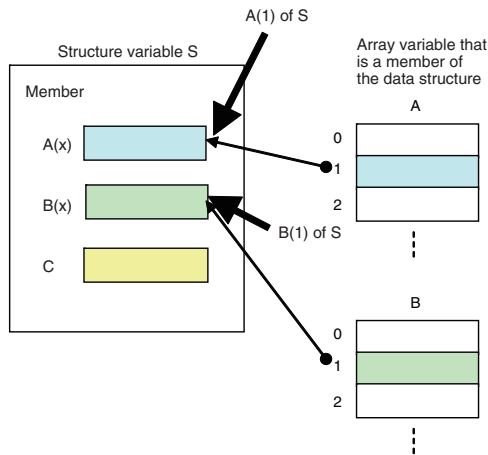 A(1) of S
Structure variable S
Array variable that
is a member of
the data structure
Member
A(x)
B(x)
C
B(1) of S
A
0
1
2
B
0
1
2